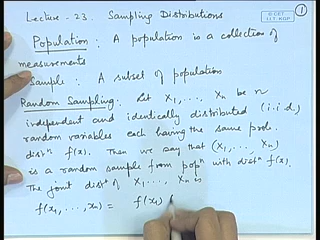 Lecture - 23. Sampling Distributions
© CET
I.I.T. KGP
1
Population : A population is a collection of
measurements
Sample : A subset of population
Random Sampling : Let X1, ..., Xn be n
independent and identically distributed (i.i.d.)
random variables each having the same prob.
distⁿ f(x). Then we say that (X1, ..., Xn)
is a random sample from popⁿ with distⁿ f(x).
The joint distⁿ of X1, ..., Xn is
f(x1, ..., xn) = f(x1)